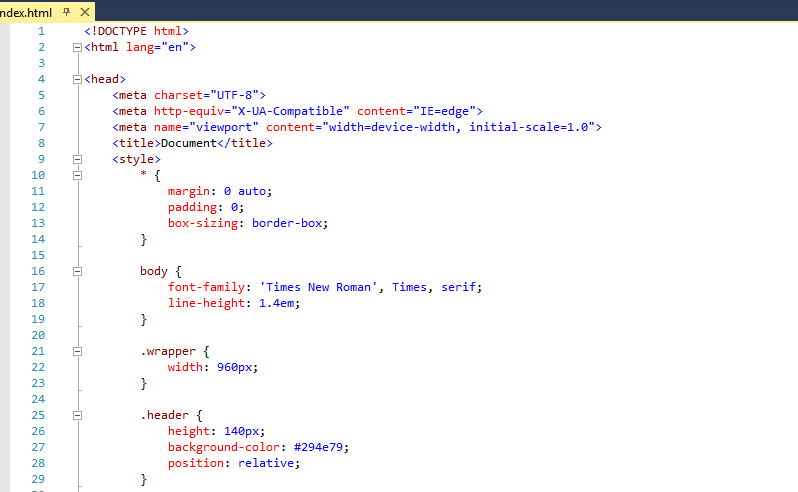 ndex.html
1 <!DOCTYPE html>
2 <html lang="en">
3
4 <head>
5 <meta charset="UTF-8">
6 <meta http-equiv="X-UA-Compatible" content="IE=edge">
7 <meta name="viewport" content="width=device-width, initial-scale=1.0">
8 <title>Document</title>
9 <style>
10 * {
11 margin: 0 auto;
12 padding: 0;
13 box-sizing: border-box;
14 }
15
16 body {
17 font-family: 'Times New Roman', Times, serif;
18 line-height: 1.4em;
19 }
20
21 .wrapper {
22 width: 960px;
23 }
24
25 .header {
26 height: 140px;
27 background-color: #294e79;
28 position: relative;
29 }